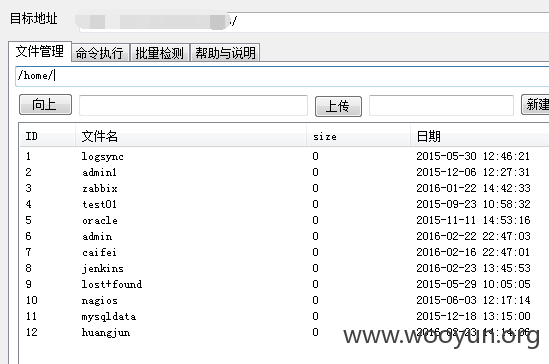 目标地址 s/
文件管理 命令执行 批量检测 帮助与说明
/home/
向上 上传 新建
ID 文件名 size 日期
1 logsync 0 2015-05-30 12:46:21
2 admin1 0 2015-12-06 12:27:31
3 zabbix 0 2016-01-22 14:42:33
4 test01 0 2015-09-23 10:58:32
5 oracle 0 2015-11-11 14:53:16
6 admin 0 2016-02-22 22:47:03
7 caifei 0 2016-02-16 22:47:01
8 jenkins 0 2016-02-23 13:45:53
9 lost+found 0 2015-05-29 10:05:05
10 nagios 0 2015-06-03 12:17:14
11 mysqldata 0 2015-12-18 13:15:00
12 huangjun 0 2016-02-23 14:14:06
www.wooyun.org